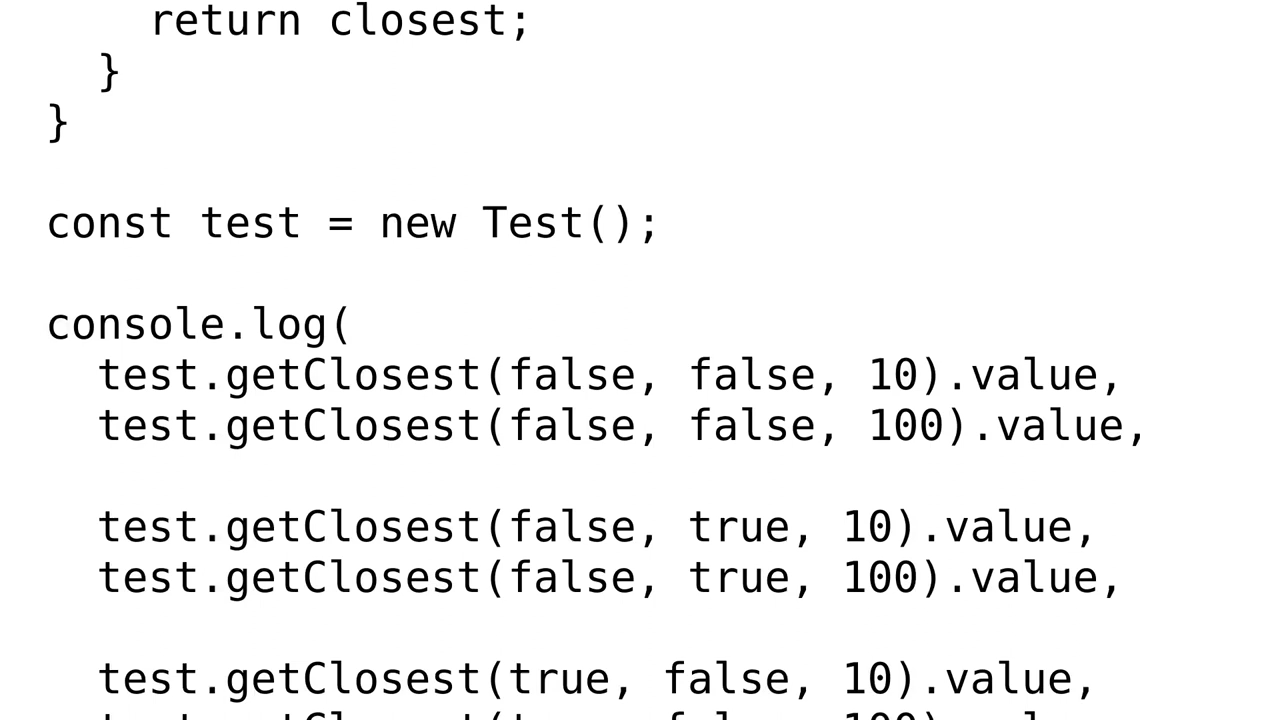 return closest;
}
}
const test = new Test();
console.log(
test.getClosest(false, false, 10).value,
test.getClosest(false, false, 100).value,
test.getClosest(false, true, 10).value,
test.getClosest(false, true, 100).value,
test.getClosest(true, false, 10).value,